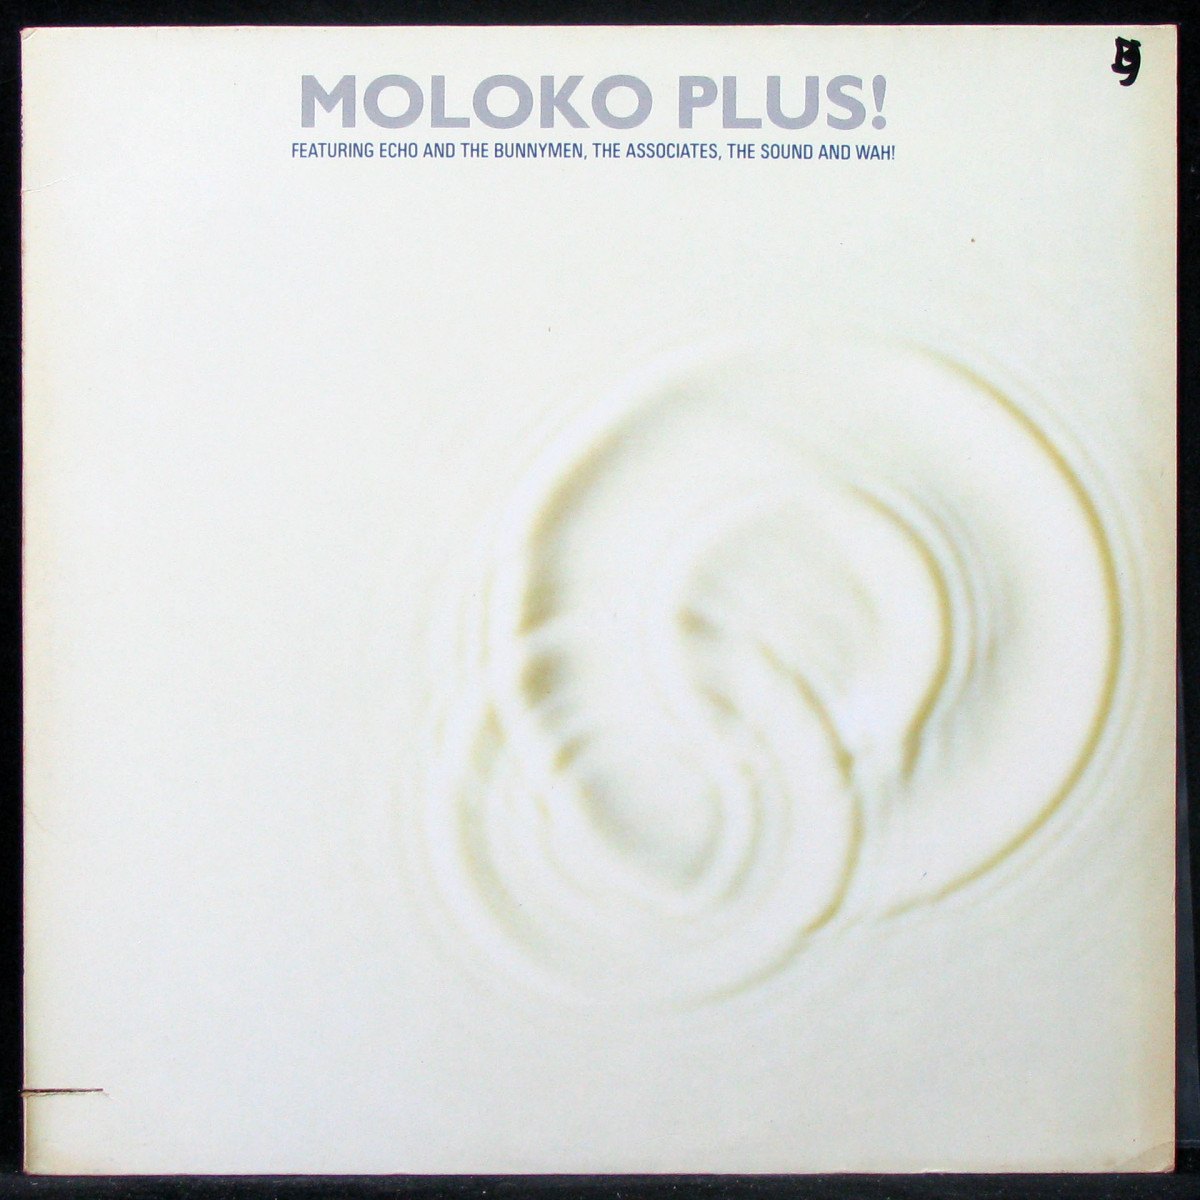 MOLOKO PLUS!
FEATURING ECHO AND THE BUNNYMEN, THE ASSOCIATES, THE SOUND AND WAH!